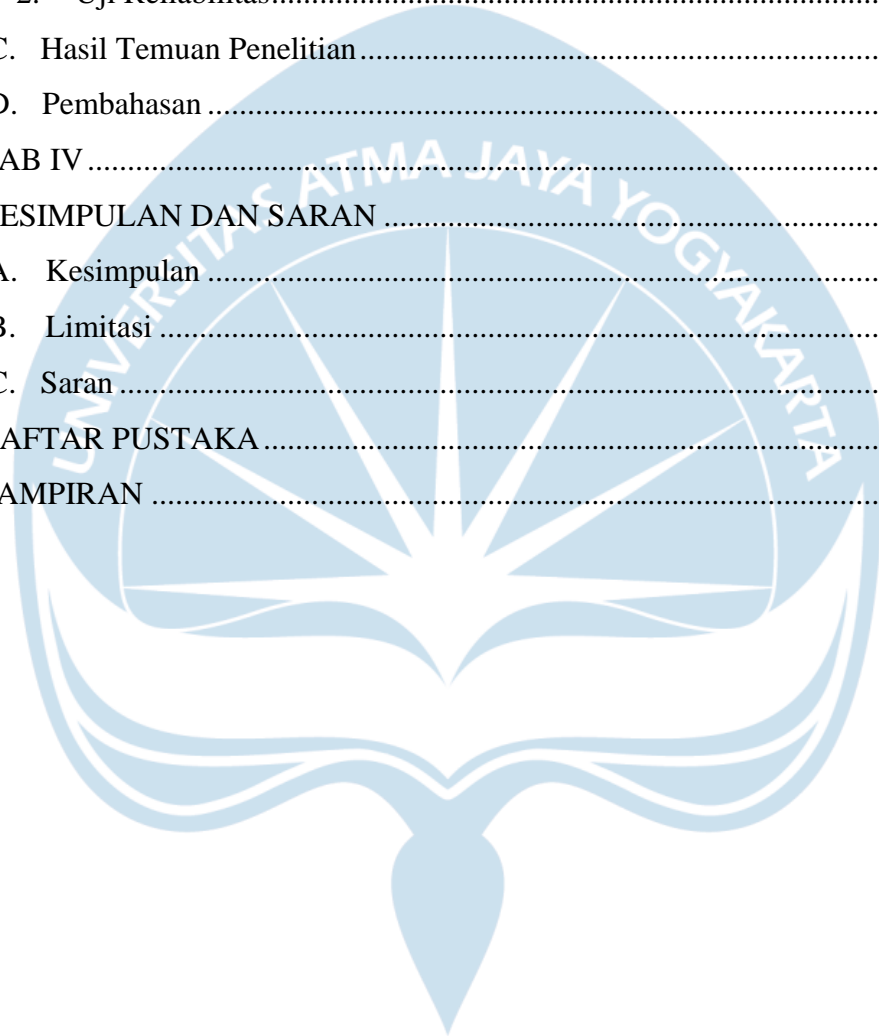 2. Uji Reliabilitas..........................................................................................
C. Hasil Temuan Penelitian..................................................................
D. Pembahasan......................................................................................
AB IV.....................................................................................................
ESIMPULAN DAN SARAN................................................................
A. Kesimpulan......................................................................................
B. Limitasi............................................................................................
C. Saran.................................................................................................
AFTAR PUSTAKA...............................................................................
AMPIRAN.............................................................................................
UNIVERSITAS ATMA JAYA YOGYAKARTA